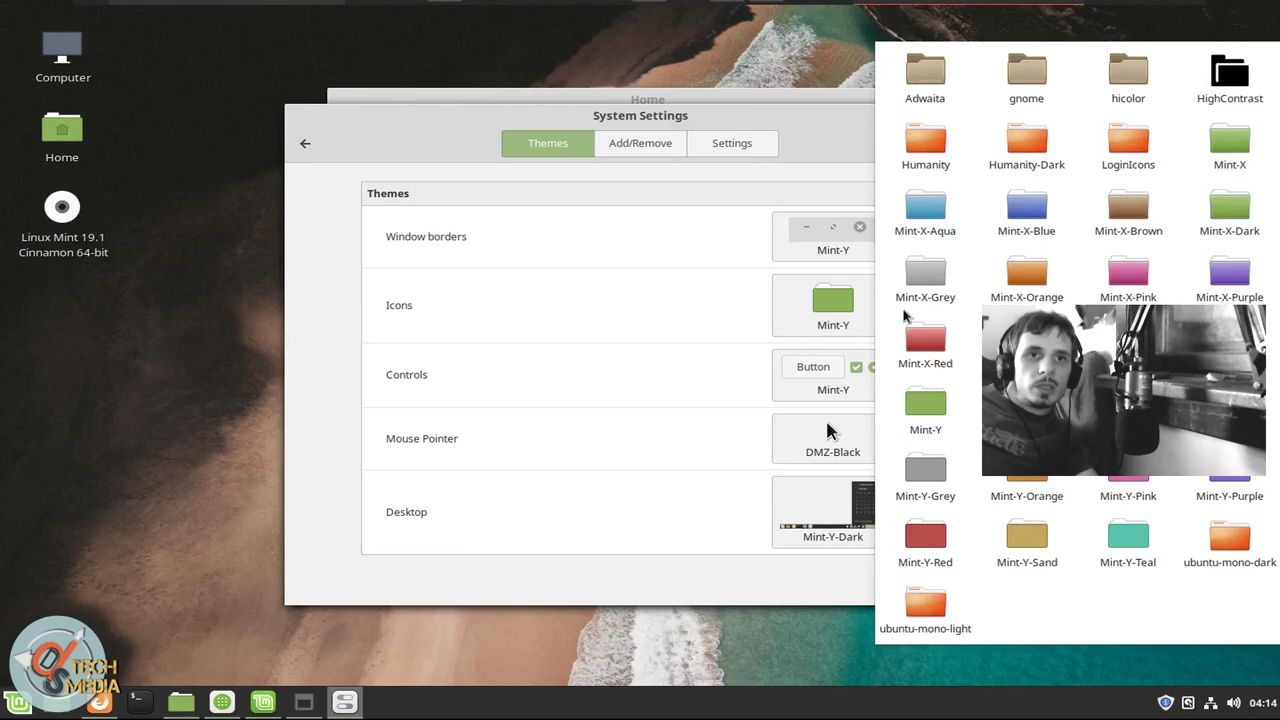 Computer
Home
Linux Mint 19.1
Cinnamon 64-bit
Home
System Settings
Themes
Add/Remove
Settings
Themes
Window borders
Mint-Y
Icons
Mint-Y
Controls
Button
Mint-Y
Mouse Pointer
DMZ-Black
Desktop
Mint-Y-Dark
Adwaita
gnome
hicolor
HighContrast
Humanity
Humanity-Dark
LoginIcons
Mint-X
Mint-X-Aqua
Mint-X-Blue
Mint-X-Brown
Mint-X-Dark
Mint-X-Grey
Mint-X-Orange
Mint-X-Pink
Mint-X-Purple
Mint-X-Red
Mint-Y
Mint-Y-Grey
Mint-Y-Orange
Mint-Y-Pink
Mint-Y-Purple
Mint-Y-Red
Mint-Y-Sand
Mint-Y-Teal
ubuntu-mono-dark
ubuntu-mono-light
TECH
MEDIA
04:14